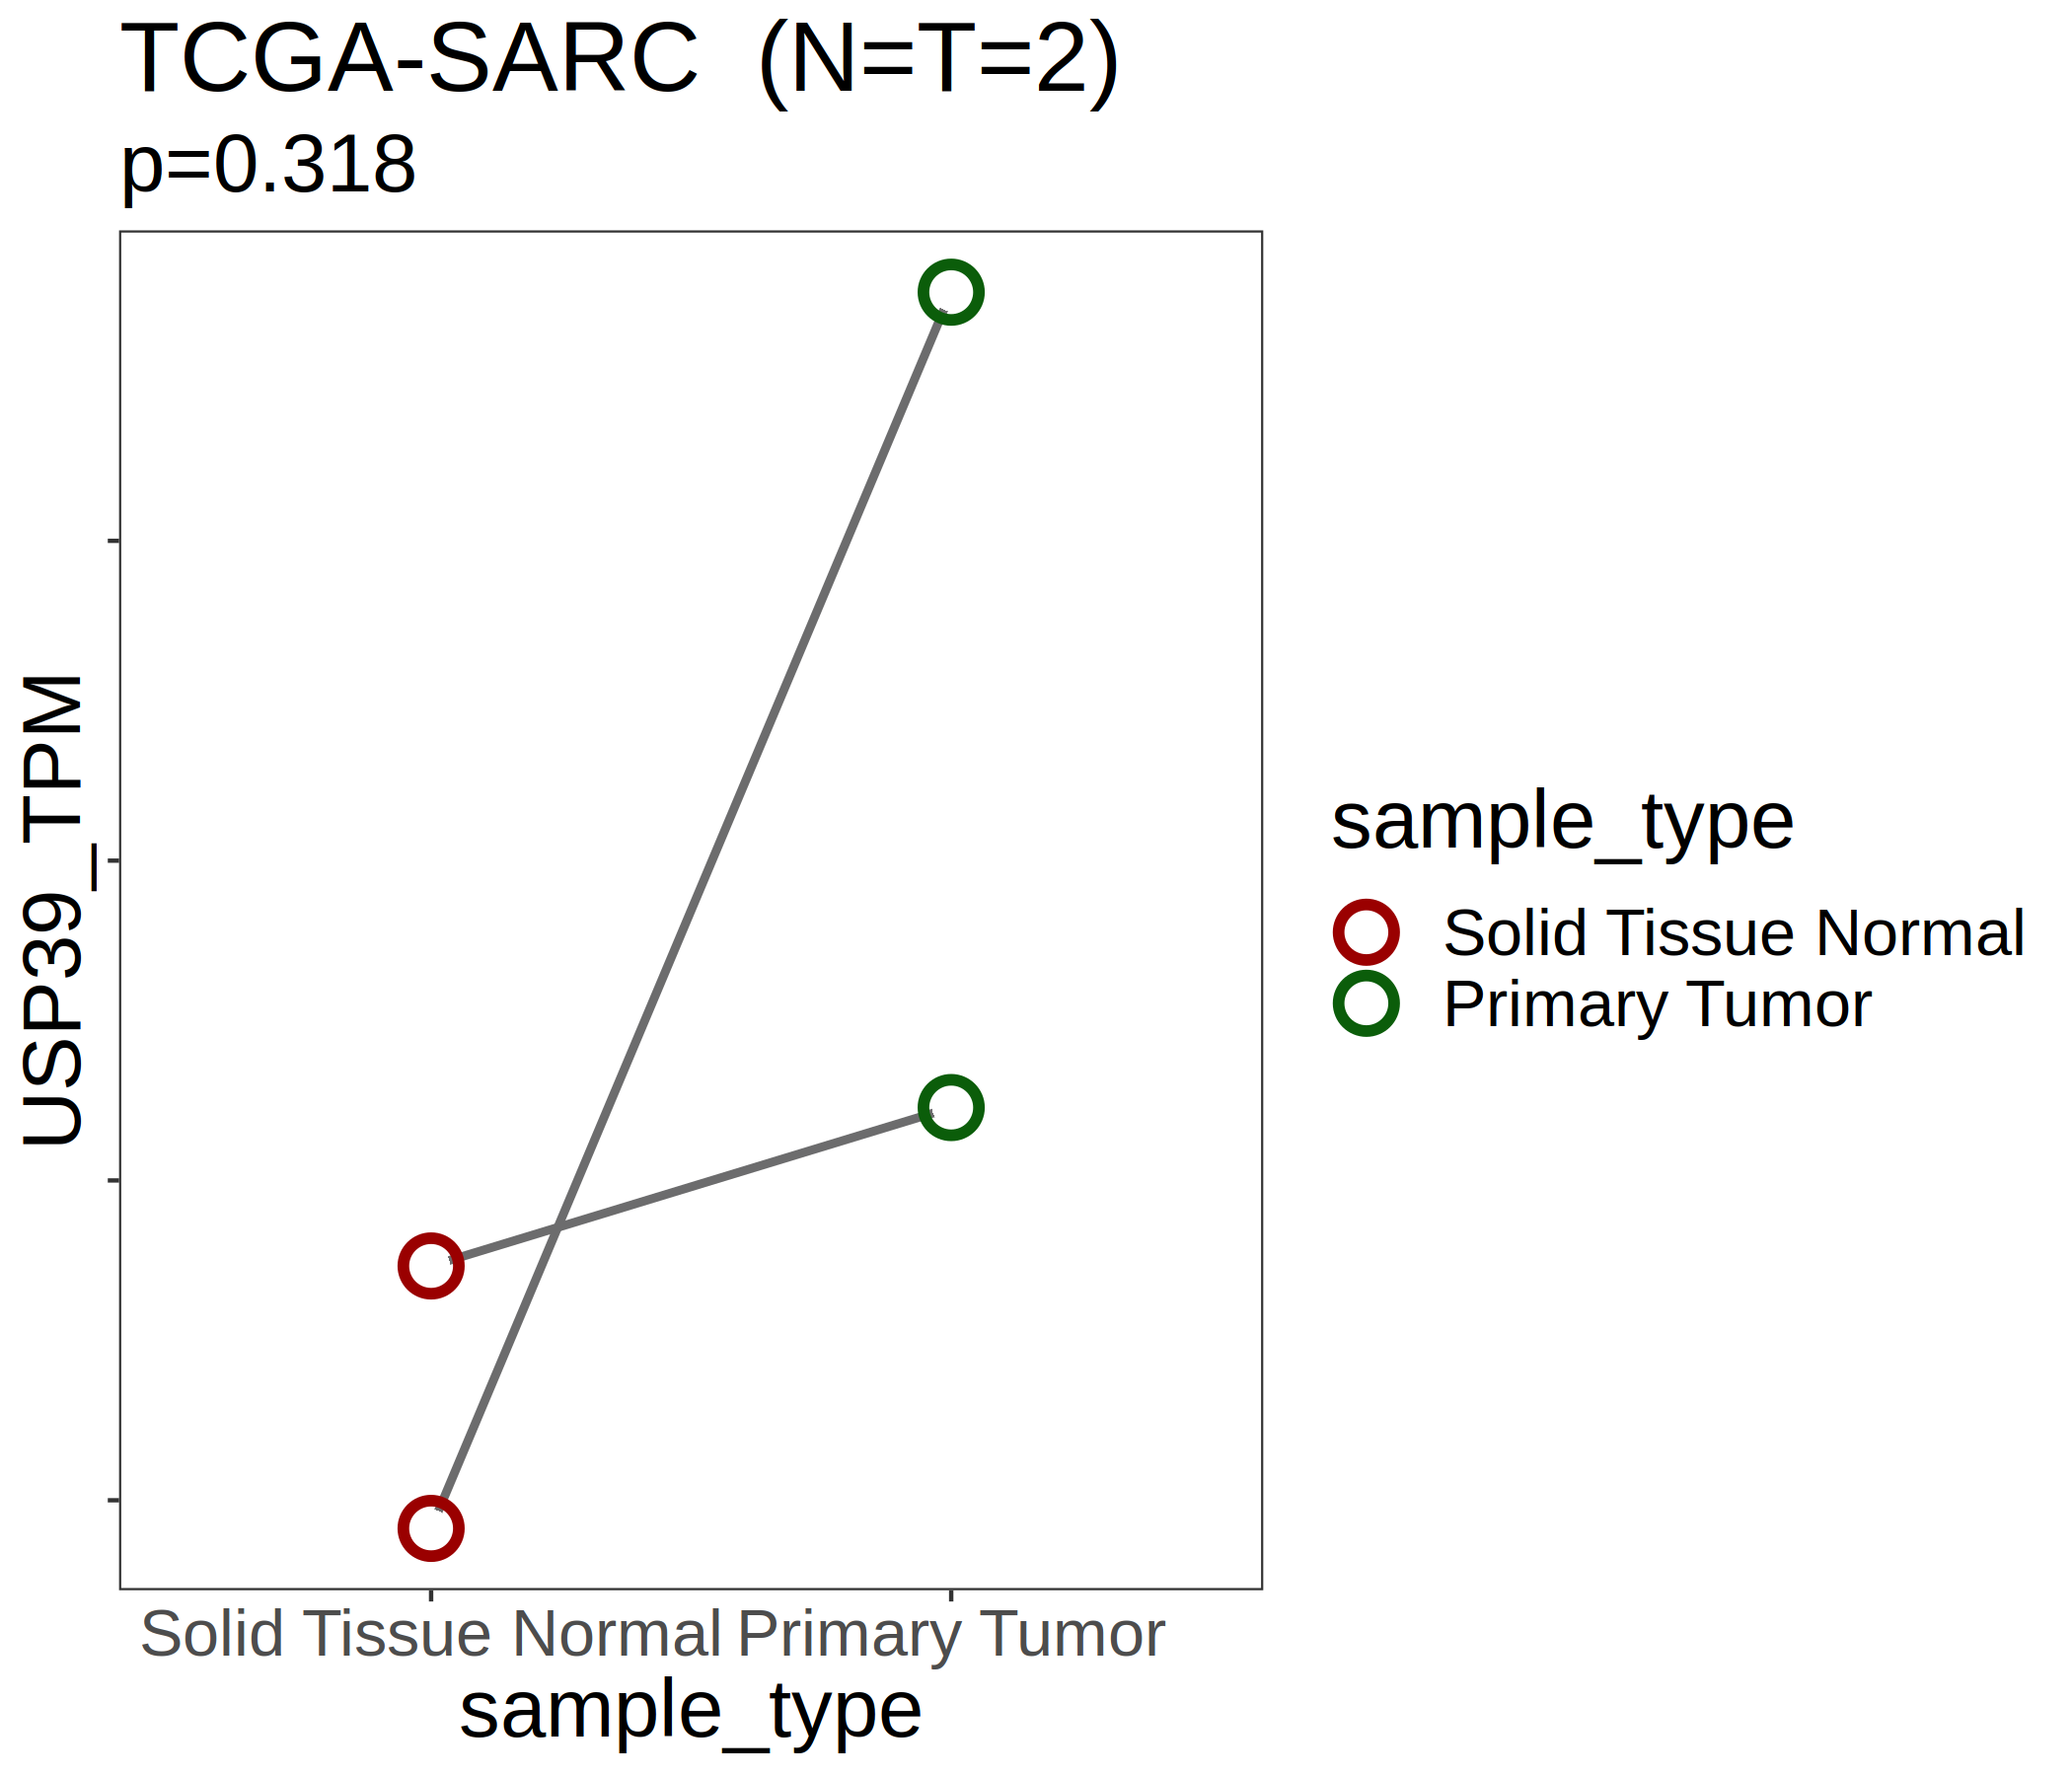 TCGA-SARC  (N=T=2)
p=0.318
USP39_TPM
Solid Tissue Normal
Primary Tumor
sample_type
sample_type
Solid Tissue Normal
Primary Tumor